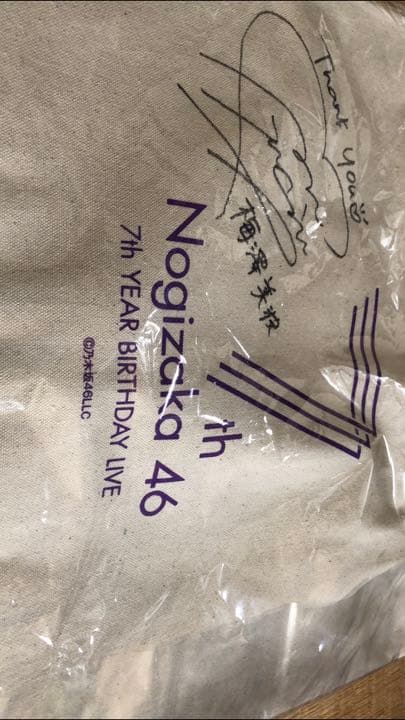 Thank you
梅澤美波
7th
Nogizaka 46
7th YEAR BIRTHDAY LIVE
©乃木坂46LLC